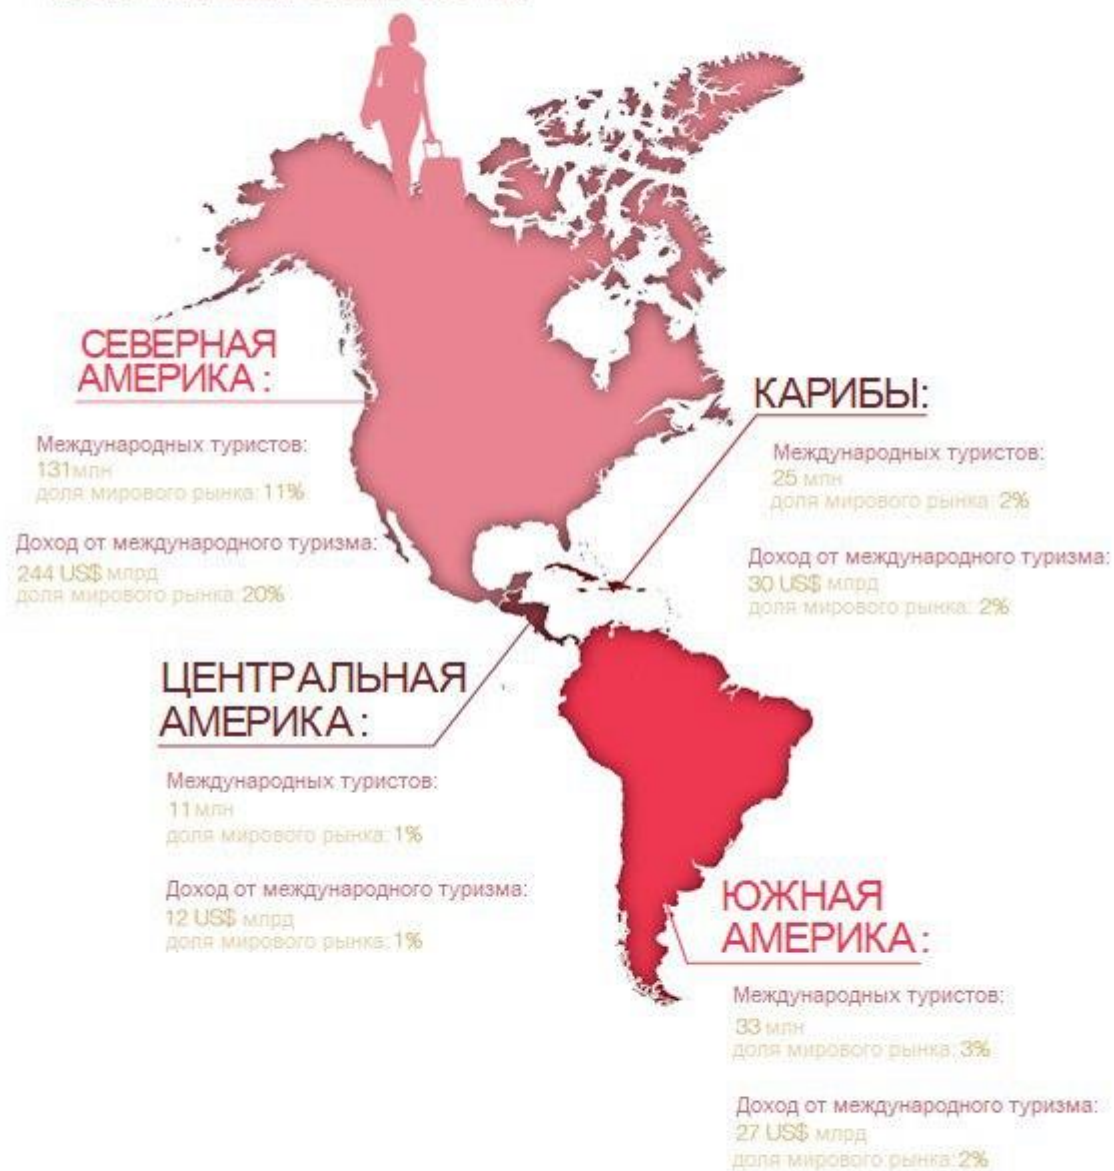 СЕВЕРНАЯ
АМЕРИКА:
Международных туристов:
131 млн
доля мирового рынка: 11%
Доход от международного туризма:
244 US$ млрд
доля мирового рынка: 20%
КАРИБЫ:
Международных туристов:
25 млн
доля мирового рынка 2%
Доход от международного туризма:
30 US$ млрд
доля мирового рынка: 2%
ЦЕНТРАЛЬНАЯ
АМЕРИКА:
Международных туристов:
11 млн
доля мирового рынка: 1%
Доход от международного туризма:
12 US$ млрд
доля мирового рынка: 1%
ЮЖНАЯ
АМЕРИКА:
Международных туристов:
33 млн
доля мирового рынка: 3%
Доход от международного туризма:
27 US$ млрд
доля мирового рынка: 2%